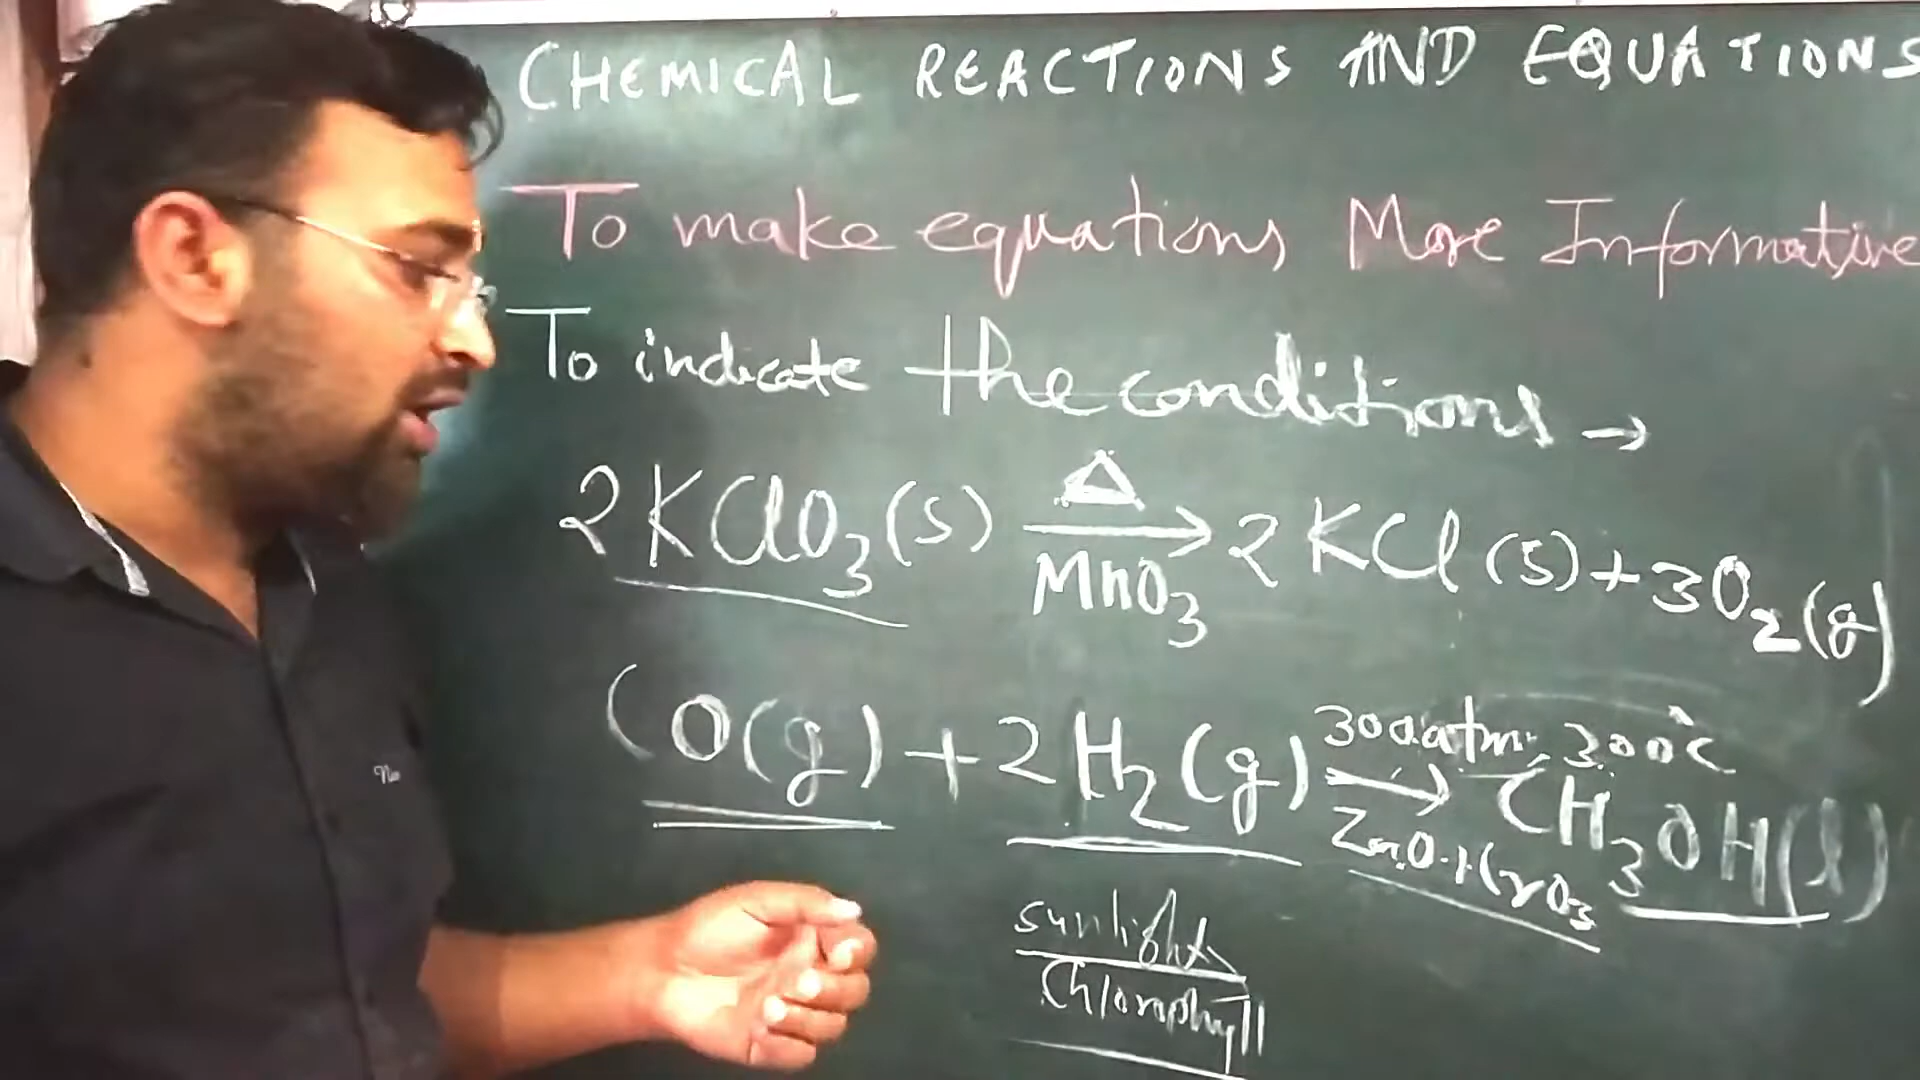 CHEMICAL REACTIONS AND EQUATIONS
To make equations More Informative
To indicate the conditions →
2KClO₃(s) —Δ/MnO₃→ 2KCl(s)+3O₂(g)
CO(g)+2H₂(g) —300atm, 300°C/ZnO+CrO₃→ CH₃OH(l)
sunlight
Chlorophyll